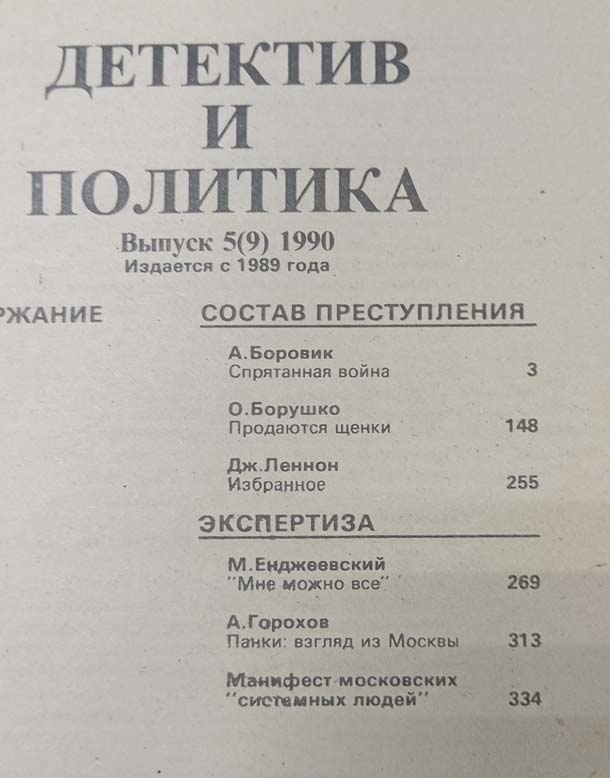 ДЕТЕКТИВ
И
ПОЛИТИКА
Выпуск 5(9) 1990
Издается с 1989 года
РЖАНИЕ
СОСТАВ ПРЕСТУПЛЕНИЯ
А.Боровик
Спрятанная война 3
О.Борушко
Продаются щенки 148
Дж.Леннон
Избранное 255
ЭКСПЕРТИЗА
М.Енджеевский
"Мне можно все" 269
А.Горохов
Панки: взгляд из Москвы 313
Манифест московских
"системных людей" 334